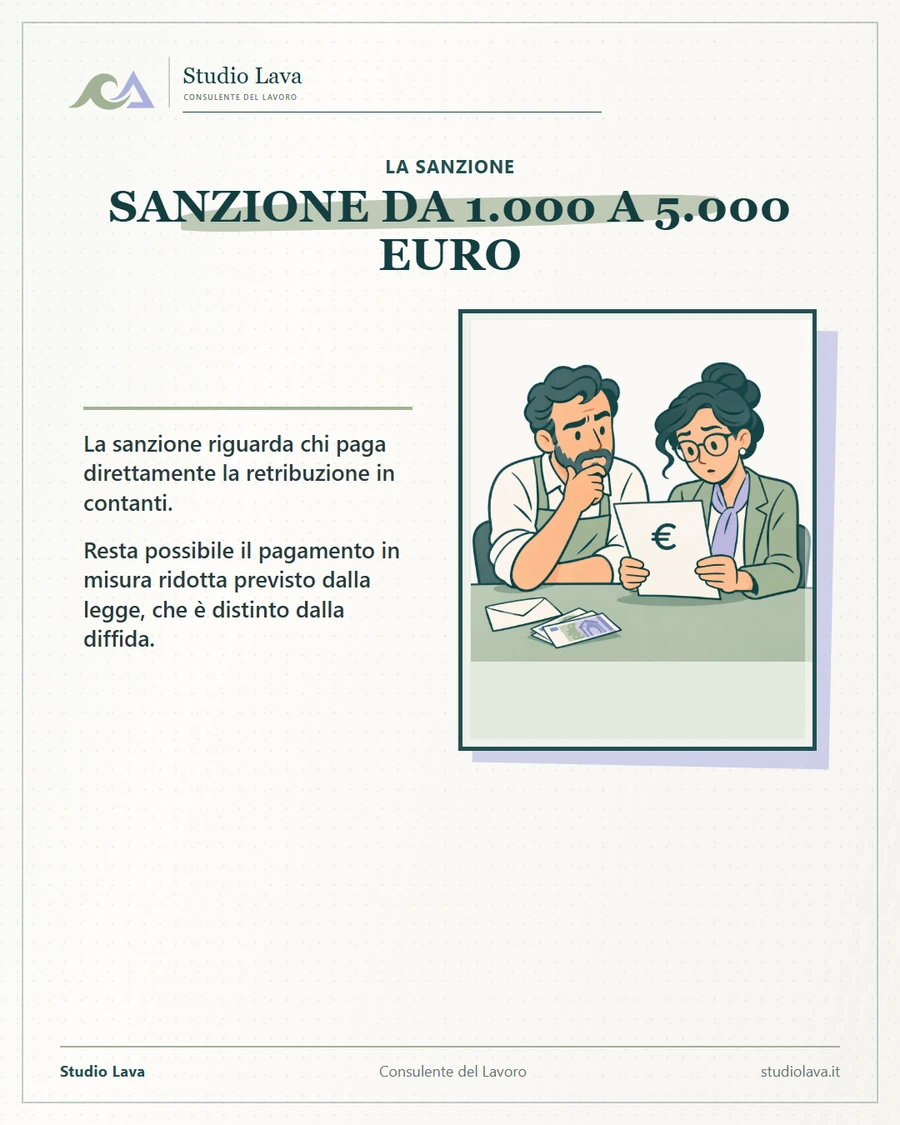 Studio Lava
CONSULENTE DEL LAVORO
LA SANZIONE
SANZIONE DA 1.000 A 5.000
EURO
La sanzione riguarda chi paga
direttamente la retribuzione in
contanti.
Resta possibile il pagamento in
misura ridotta previsto dalla
legge, che è distinto dalla
diffida.
€
Studio Lava
Consulente del Lavoro
studiolava.it